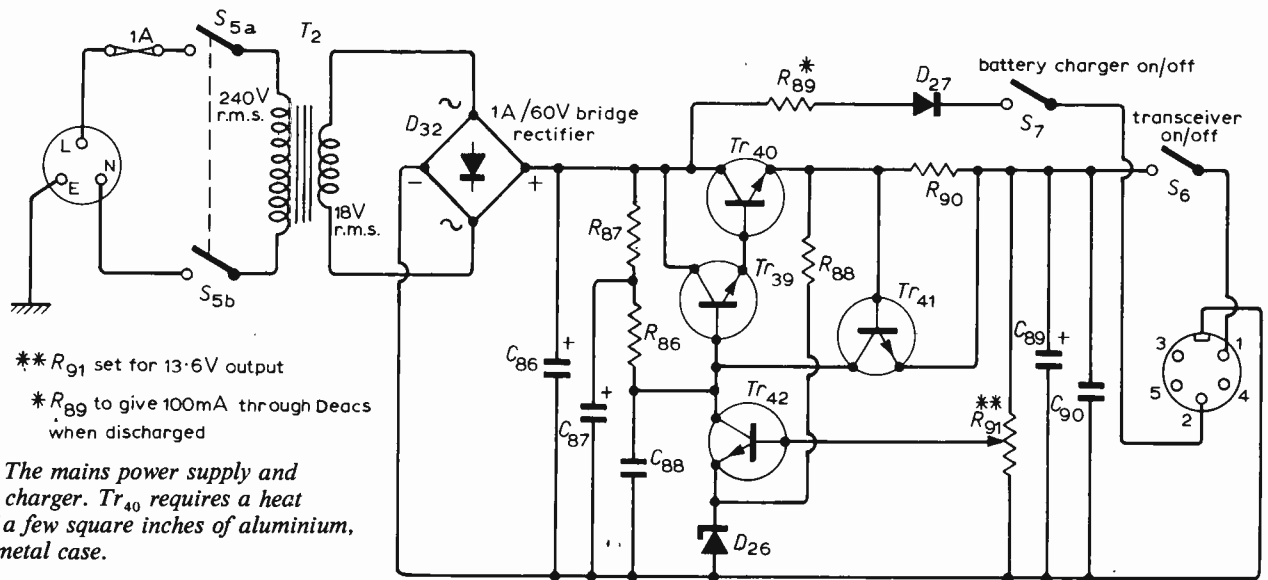 1A
S5a
T2
240V
r.m.s.
18V
r.m.s.
L
N
E
S5b
D32
1A/60V bridge
rectifier
R89*
D27
battery charger on/off
S7
transceiver
on/off
S6
Tr40
R90
R87
Tr39
R88
R86
Tr41
C86
+
C87
+
C88
Tr42
D26
**
R91
C89
+
C90
3
1
5
4
2
~
~
−
+
** R91 set for 13·6V output
* R89 to give 100mA through Deacs
when discharged
The mains power supply and
charger. Tr40 requires a heat
a few square inches of aluminium,
metal case.